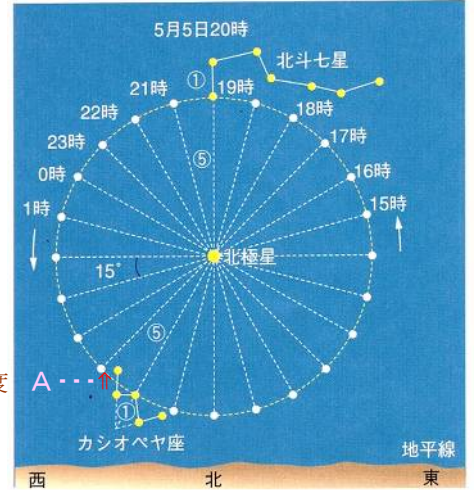 5月5日20時
北斗七星
①
21時
19時
22時
18時
23時
⑤
17時
0時
16時
1時
15時
北極星
15°
⑤
度 A・・・⇑
①
カシオペヤ座
地平線
西 北 東